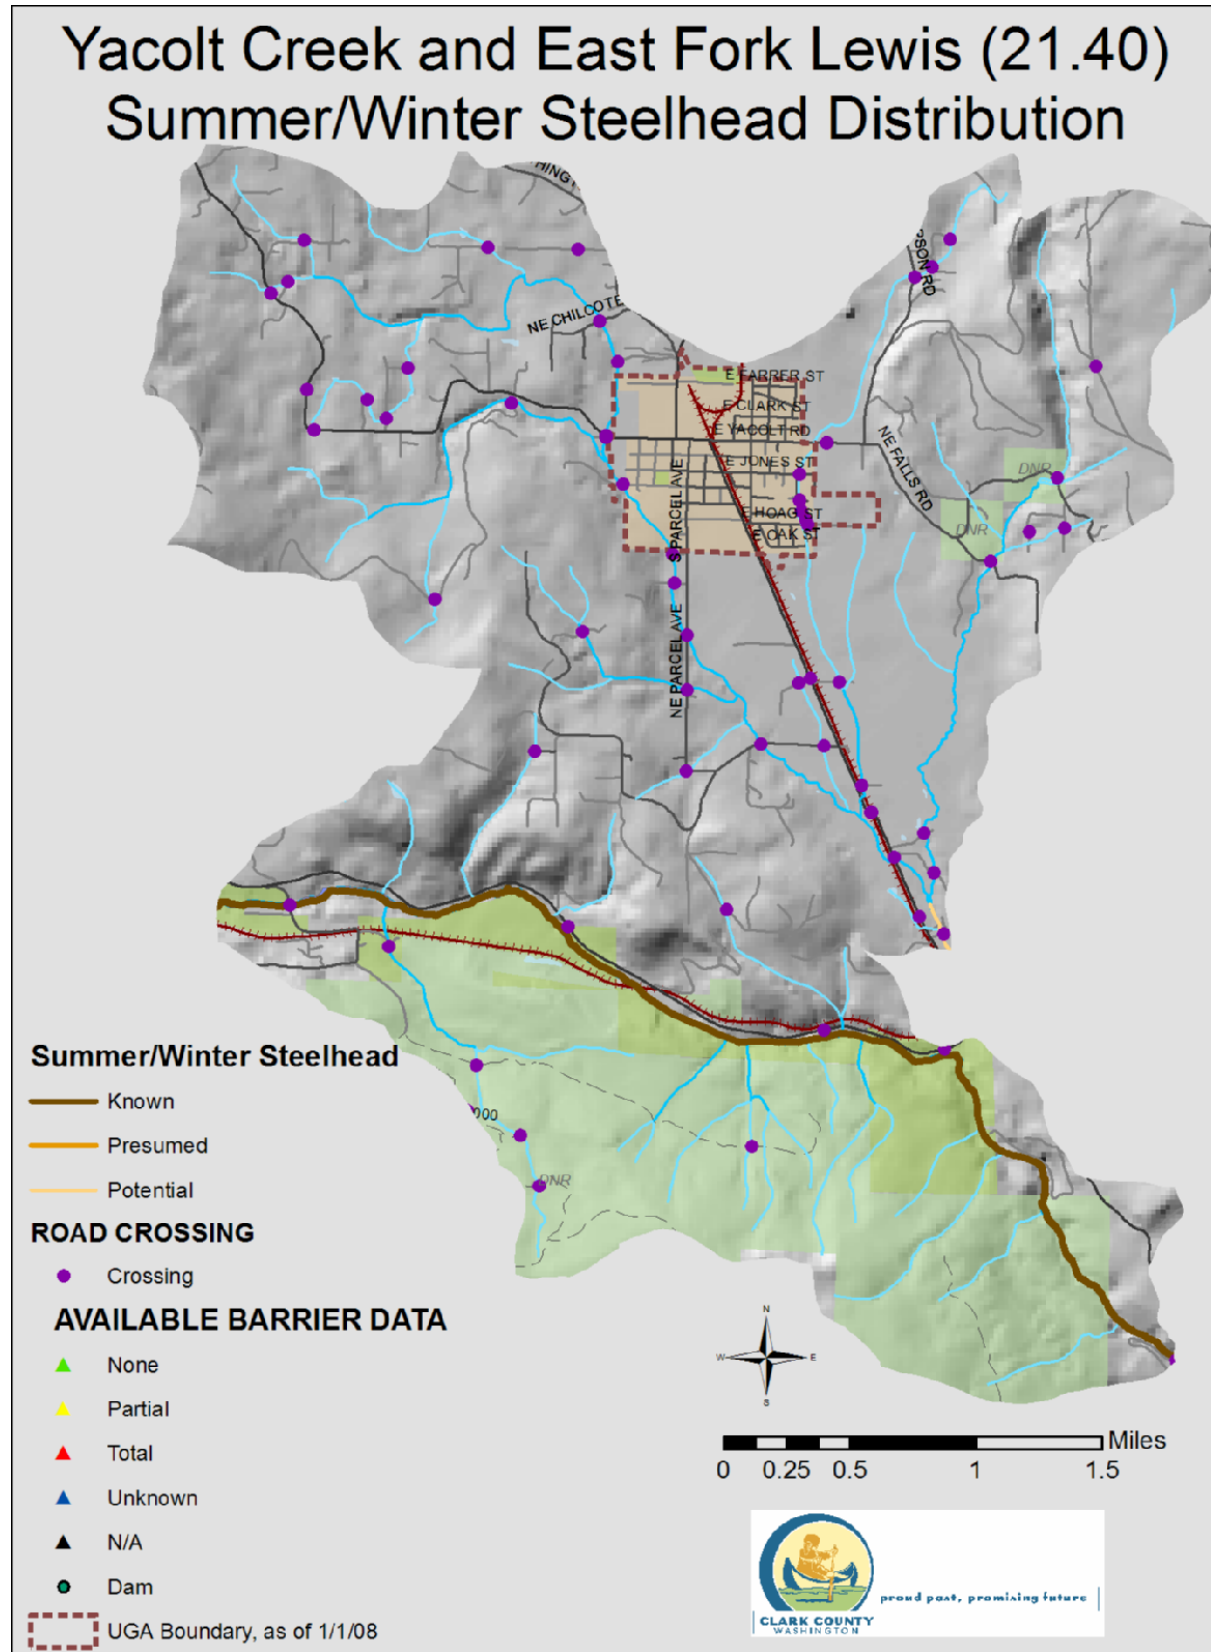 Yacolt Creek and East Fork Lewis (21.40)
Summer/Winter Steelhead Distribution
HINGT
RSON RD
NE CHILCOTE
E FARRER ST
E CLARK ST
E YACOLT RD
E JONES ST
NE FALLS RD
DNR
S PARCEL AVE
E HOAG ST
DNR
E OAK ST
NE PARCEL AVE
Summer/Winter Steelhead
Known
000
Presumed
DNR
Potential
ROAD CROSSING
Crossing
AVAILABLE BARRIER DATA
None
Partial
Total
Unknown
N/A
Dam
UGA Boundary, as of 1/1/08
N
W E
S
Miles
0 0.25 0.5 1 1.5
proud past, promising future
CLARK COUNTY
WASHINGTON